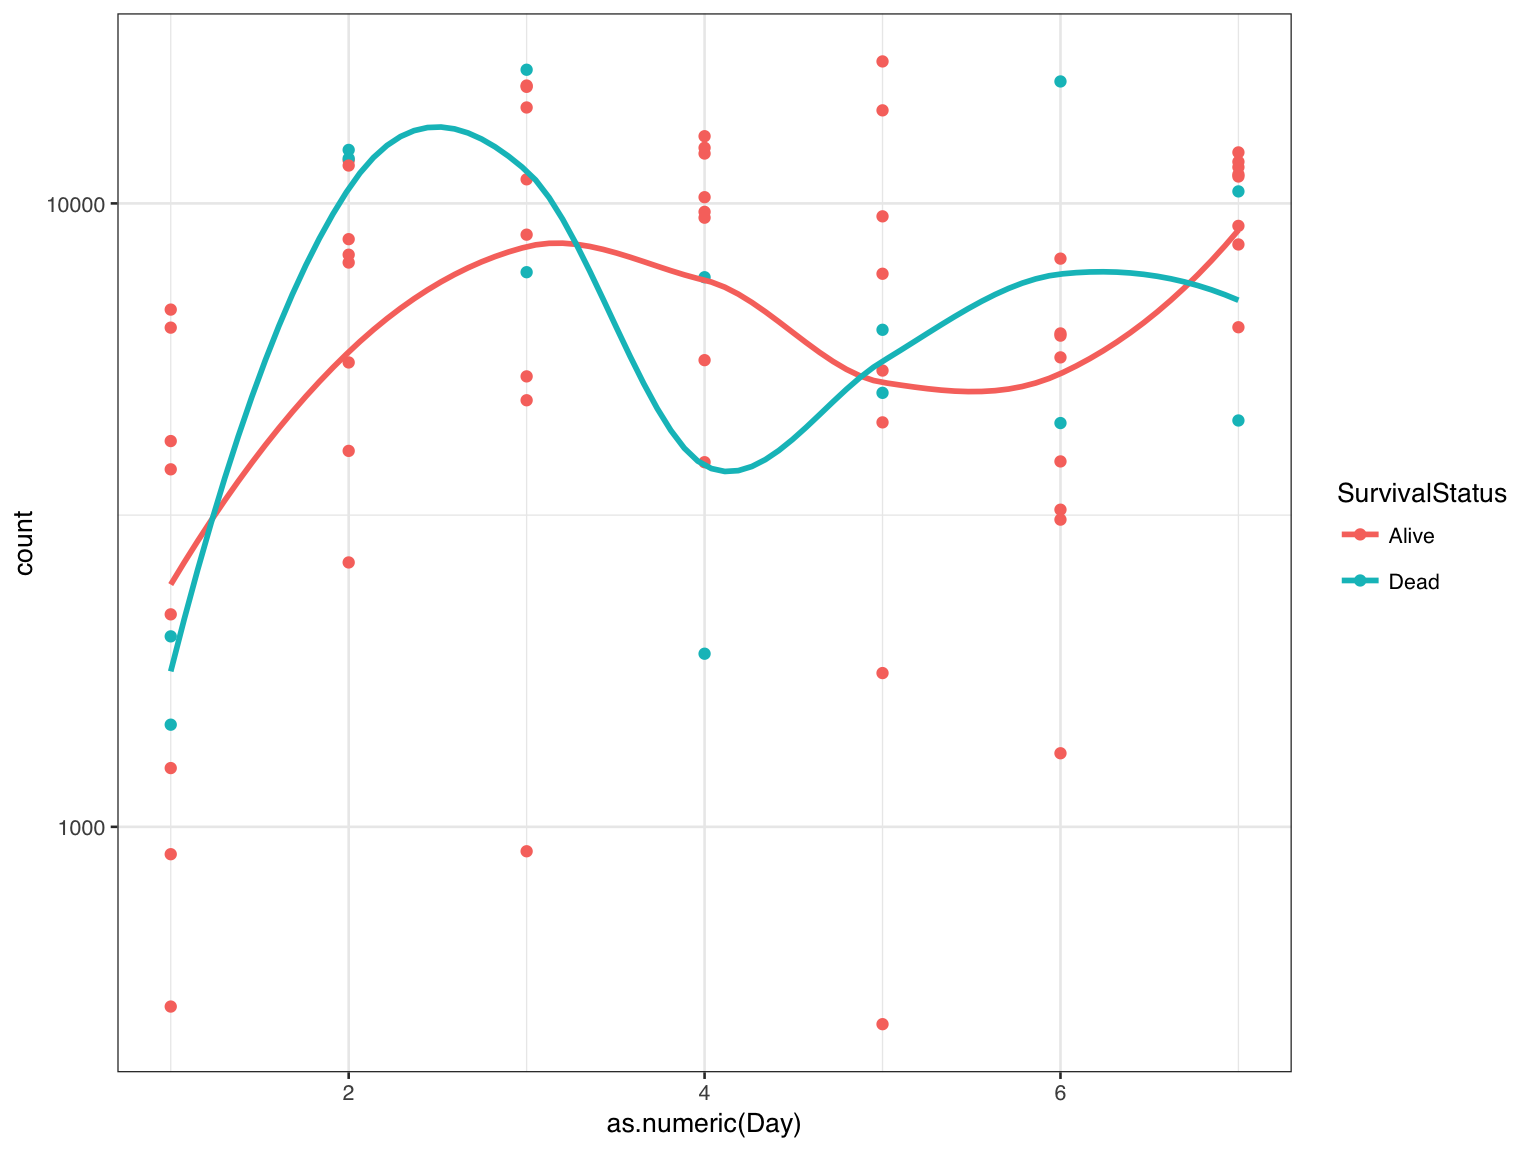 count
10000
1000
2
4
6
as.numeric(Day)
SurvivalStatus
Alive
Dead